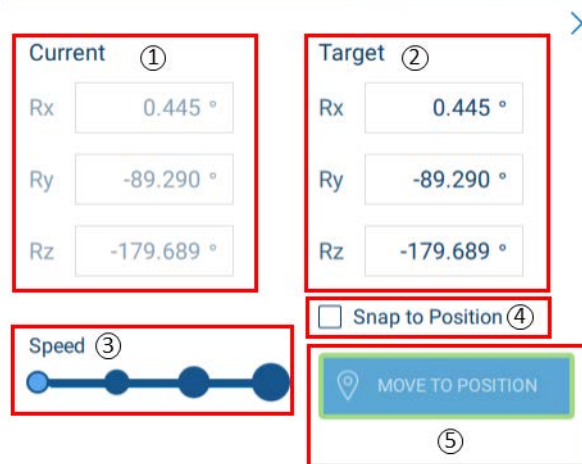 Current ①
Rx 0.445 °
Ry -89.290 °
Rz -179.689 °
Target ②
Rx 0.445 °
Ry -89.290 °
Rz -179.689 °
Speed ③
Snap to Position ④
MOVE TO POSITION
⑤